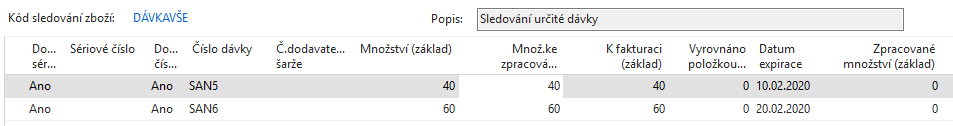 Kód sledování zboží: DÁVKAVŠE Popis: Sledování určité dávky
Do... Sériové číslo Do... Číslo dávky Č.dodavate... Množství (základ) Množ.ke K fakturaci Vyrovnáno Datum Zpracované
sér... čís... šarže zpracová... (základ) položkou... expirace množství (základ)
Ano Ano SAN5 40 40 40 0 10.02.2020 0
Ano Ano SAN6 60 60 60 0 20.02.2020 0